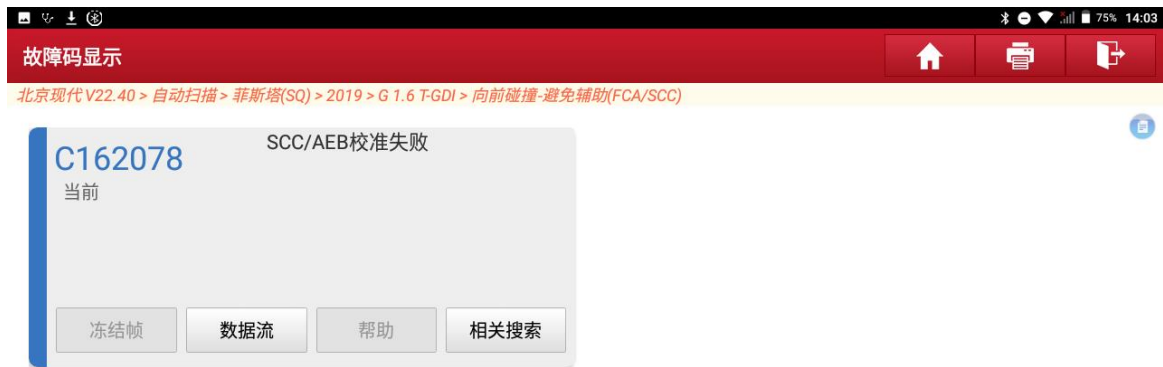 75% 14:03
故障码显示
北京现代 V22.40 > 自动扫描 > 菲斯塔(SQ) > 2019 > G 1.6 T-GDI > 向前碰撞-避免辅助(FCA/SCC)
C162078 SCC/AEB校准失败
当前
冻结帧 数据流 帮助 相关搜索